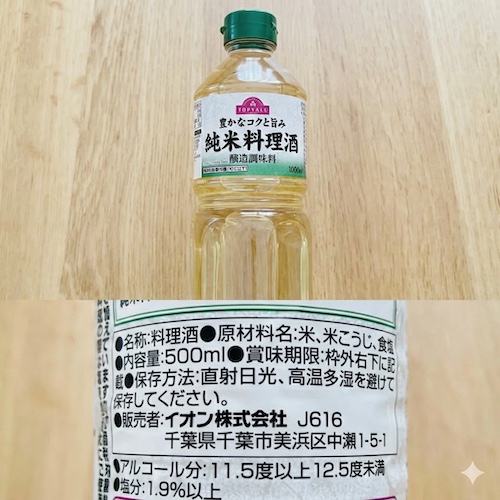 TOPVALU
豊かなコクと旨み
純米料理酒
醸造調味料
1000ml
●名称:料理酒●原材料名:米、米こうじ、食塩
●内容量:500ml●賞味期限:枠外右下に記
載●保存方法:直射日光、高温多湿を避けて
保存してください。
●販売者:イオン株式会社 J616
千葉県千葉市美浜区中瀬1-5-1
●アルコール分:11.5度以上12.5度未満
●塩分:1.9%以上